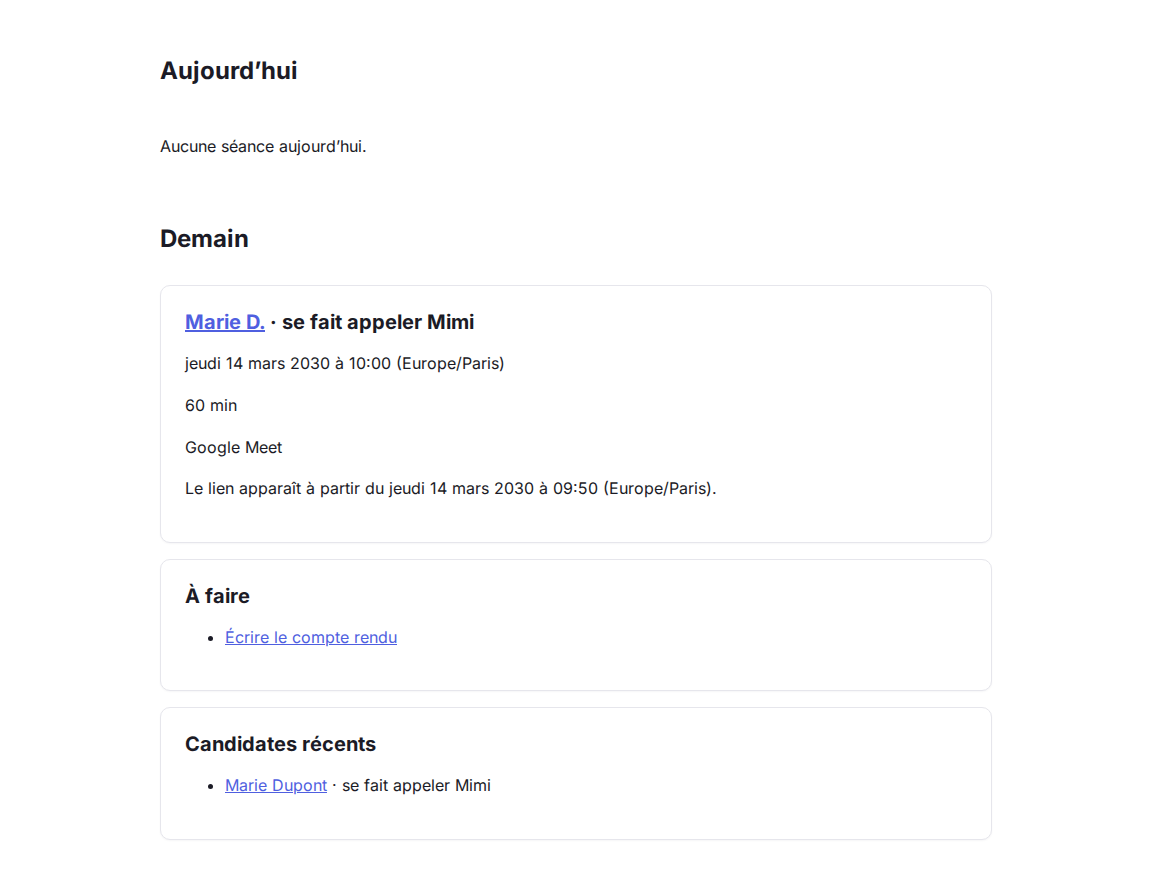 Aujourd’hui
Aucune séance aujourd’hui.
Demain
Marie D. · se fait appeler Mimi
jeudi 14 mars 2030 à 10:00 (Europe/Paris)
60 min
Google Meet
Le lien apparaît à partir du jeudi 14 mars 2030 à 09:50 (Europe/Paris).
À faire
• Écrire le compte rendu
Candidates récents
• Marie Dupont · se fait appeler Mimi